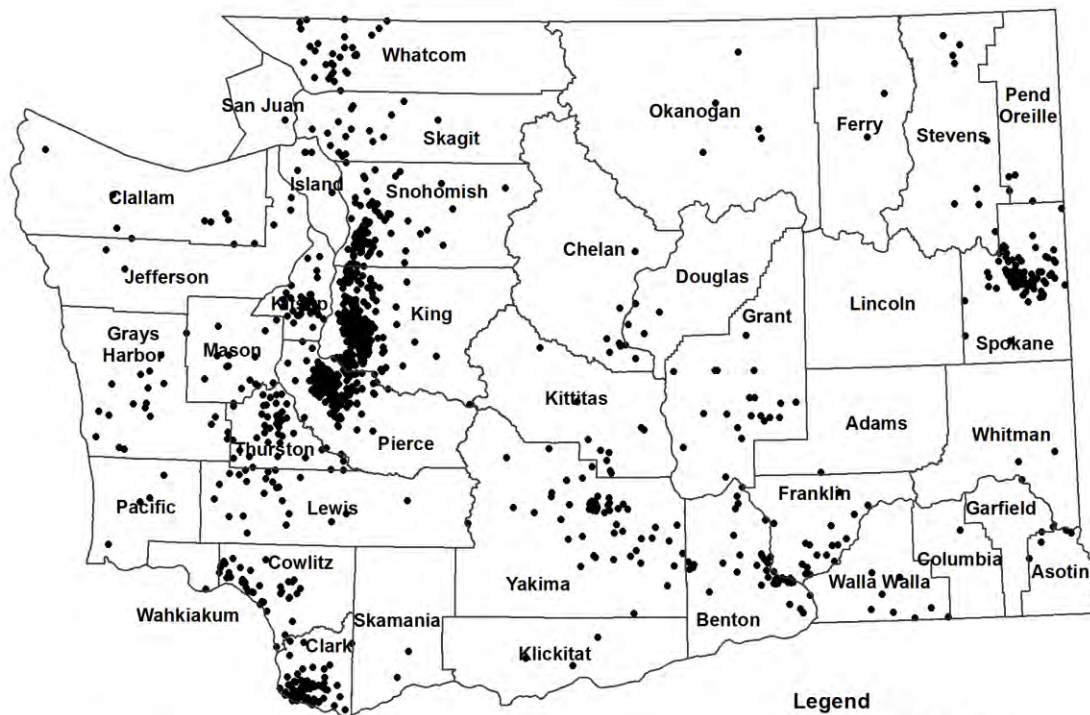 Whatcom
San Juan
Skagit
Okanogan
Ferry
Stevens
Pend
Oreille
Island
Snohomish
Clallam
Chelan
Douglas
Jefferson
Kitsap
King
Grant
Lincoln
Grays
Harbor
Mason
Spokane
Kittitas
Adams
Whitman
Thurston
Pierce
Pacific
Lewis
Franklin
Garfield
Cowlitz
Columbia
Asotin
Yakima
Walla Walla
Wahkiakum
Skamania
Benton
Clark
Klickitat
Legend